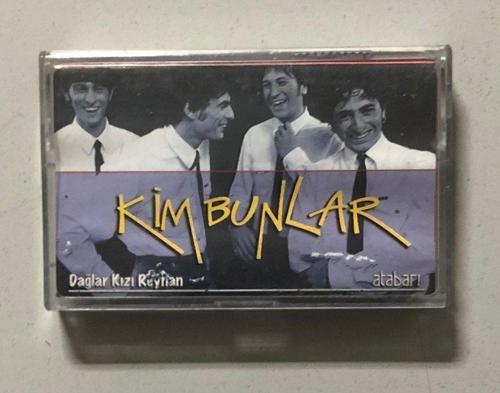 KİM BUNLAR
Dağlar Kızı Reyhan
atabarı